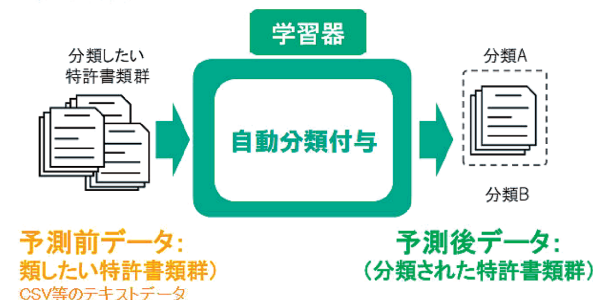 学習器
分類したい
特許書類群
自動分類付与
分類A
分類B
予測前データ:
類したい特許書類群)
CSV等のテキストデータ
予測後データ:
(分類された特許書類群)